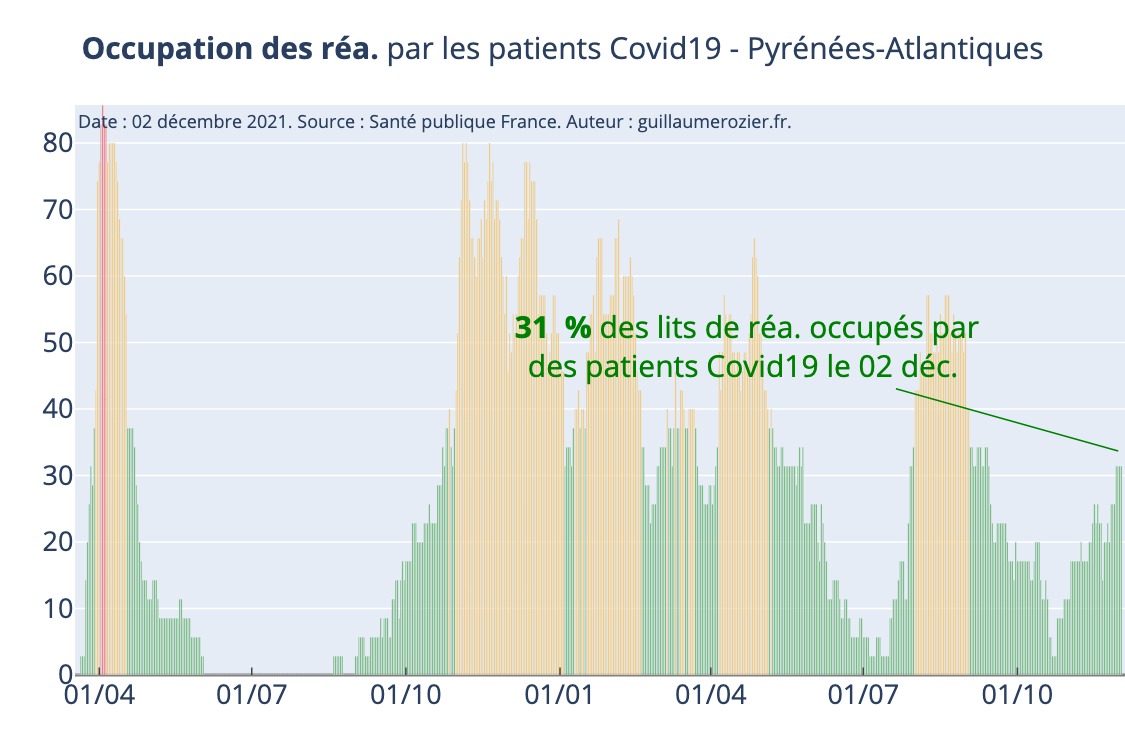 Occupation des réa. par les patients Covid19 - Pyrénées-Atlantiques
Date : 02 décembre 2021. Source : Santé publique France. Auteur : guillaumerozier.fr.
80
70
60
50
40
30
20
10
0
31 % des lits de réa. occupés par
des patients Covid19 le 02 déc.
01/04 01/07 01/10 01/01 01/04 01/07 01/10